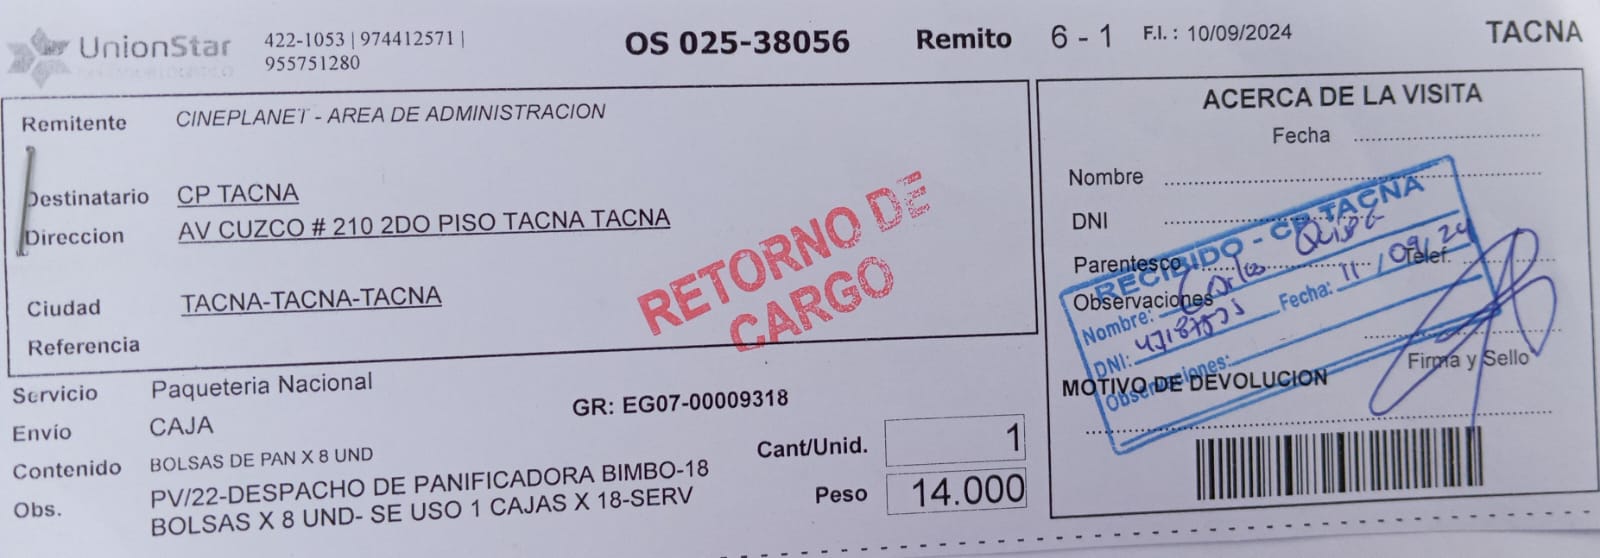 UnionStar 422-1053 | 974412571 |
955751280
OS 025-38056 Remito 6 - 1 F.I. : 10/09/2024 TACNA
Remitente CINEPLANET - AREA DE ADMINISTRACION
Destinatario CP TACNA
Direccion AV CUZCO # 210 2DO PISO TACNA TACNA
Ciudad TACNA-TACNA-TACNA
Referencia
RETORNO DE
CARGO
Servicio Paqueteria Nacional
Envío CAJA
GR: EG07-00009318
Contenido BOLSAS DE PAN X 8 UND
Obs. PV/22-DESPACHO DE PANIFICADORA BIMBO-18
BOLSAS X 8 UND- SE USO 1 CAJAS X 18-SERV
Cant/Unid. 1
Peso 14.000
ACERCA DE LA VISITA
Fecha
Nombre
DNI
Parentesco Telef.
Observaciones
Firma y Sello
MOTIVO DE DEVOLUCION
RECIBIDO - CP TACNA
Nombre: Carlos Quispe
DNI: Fecha: 11/09/24
Observaciones: